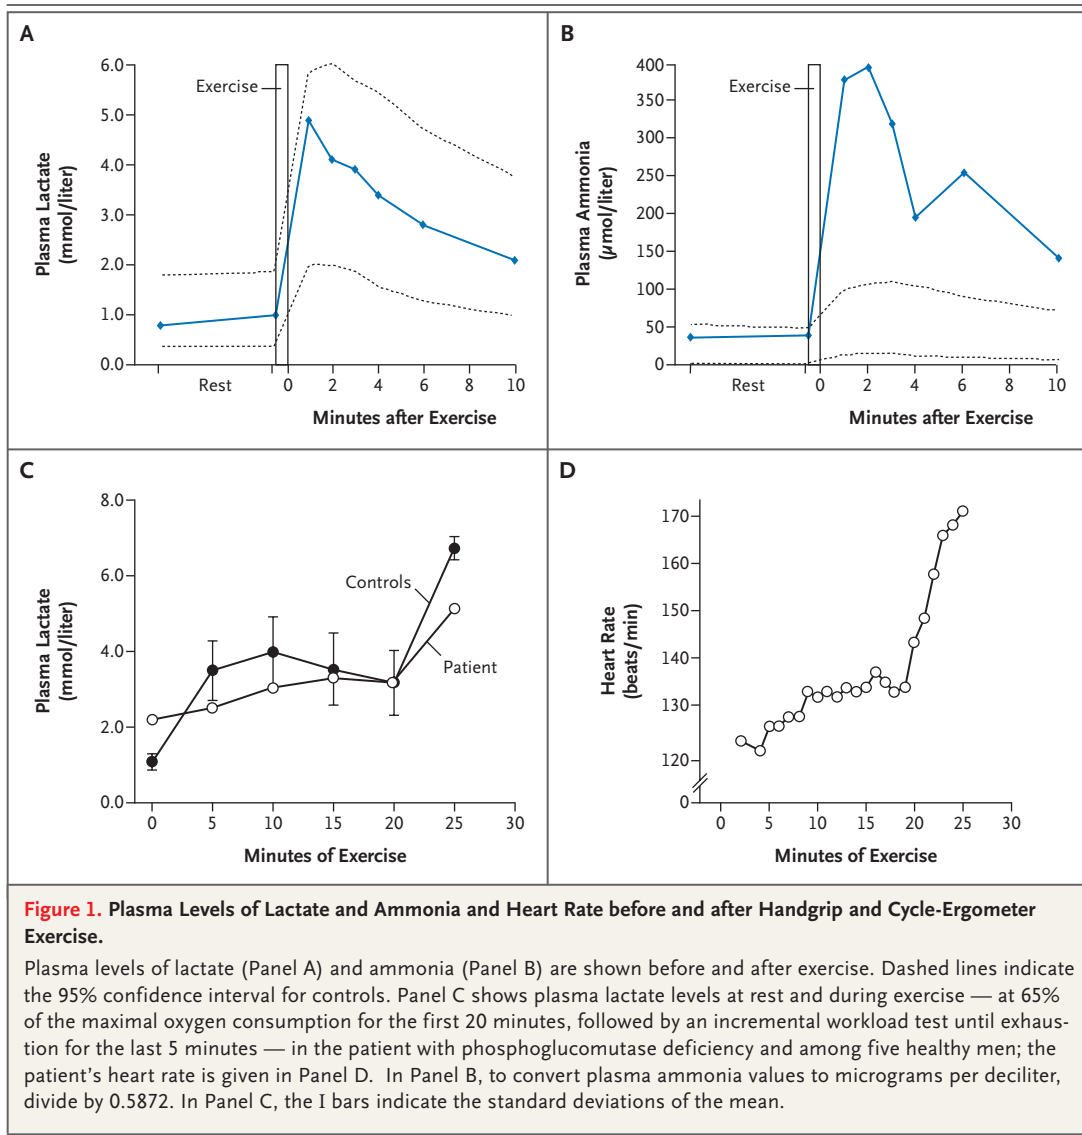 A
Plasma Lactate
(mmol/liter)
6.0
5.0
4.0
3.0
2.0
1.0
0.0
Exercise
Rest
0
2
4
6
8
10
Minutes after Exercise
B
Plasma Ammonia
(µmol/liter)
400
350
300
250
200
150
100
50
0
Exercise
Rest
0
2
4
6
8
10
Minutes after Exercise
C
Plasma Lactate
(mmol/liter)
8.0
6.0
4.0
2.0
0.0
Controls
Patient
0
5
10
15
20
25
30
Minutes of Exercise
D
Heart Rate
(beats/min)
170
160
150
140
130
120
0
0
5
10
15
20
25
30
Minutes of Exercise
Figure 1. Plasma Levels of Lactate and Ammonia and Heart Rate before and after Handgrip and Cycle-Ergometer
Exercise.
Plasma levels of lactate (Panel A) and ammonia (Panel B) are shown before and after exercise. Dashed lines indicate
the 95% confidence interval for controls. Panel C shows plasma lactate levels at rest and during exercise — at 65%
of the maximal oxygen consumption for the first 20 minutes, followed by an incremental workload test until exhaus-
tion for the last 5 minutes — in the patient with phosphoglucomutase deficiency and among five healthy men; the
patient's heart rate is given in Panel D. In Panel B, to convert plasma ammonia values to micrograms per deciliter,
divide by 0.5872. In Panel C, the I bars indicate the standard deviations of the mean.